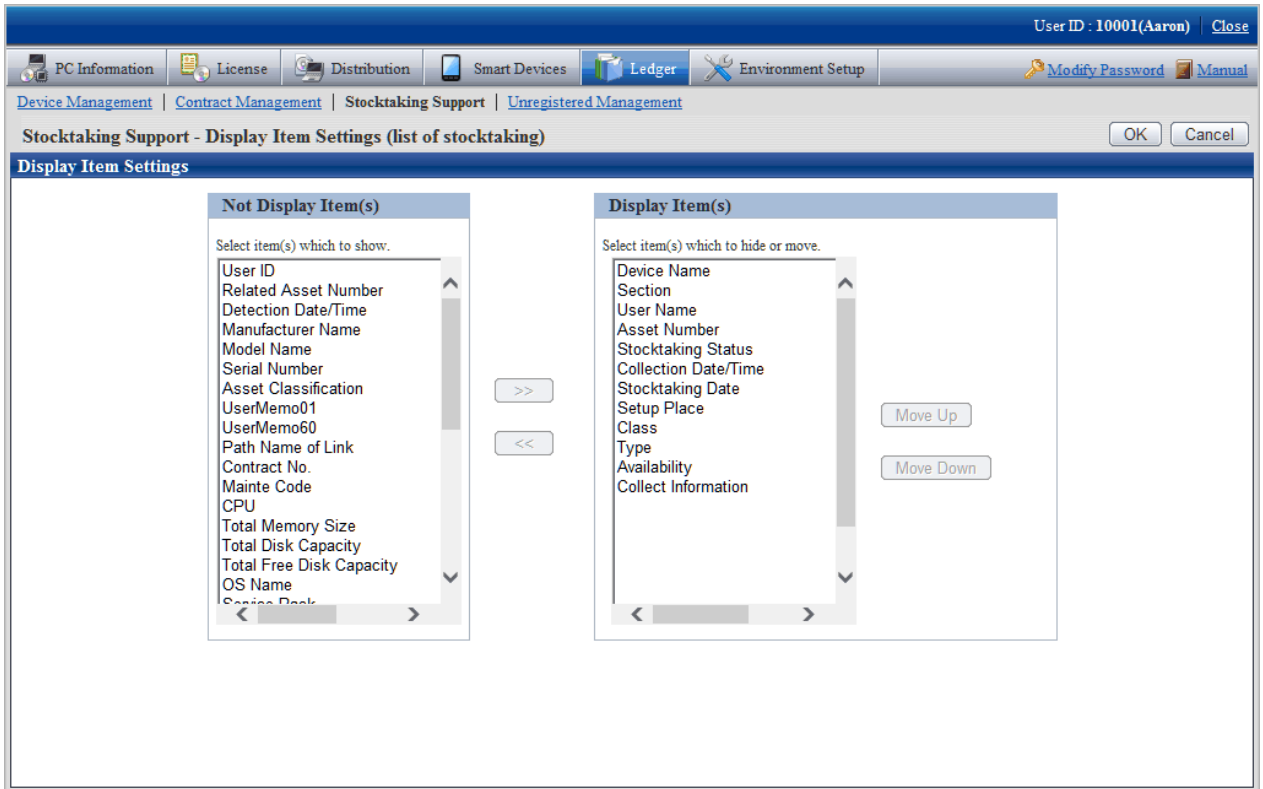 User ID : 10001(Aaron) Close
PC Information License Distribution Smart Devices Ledger Environment Setup Modify Password Manual
Device Management | Contract Management | Stocktaking Support | Unregistered Management
Stocktaking Support - Display Item Settings (list of stocktaking) OK Cancel
Display Item Settings
Not Display Item(s)
Select item(s) which to show.
User ID
Related Asset Number
Detection Date/Time
Manufacturer Name
Model Name
Serial Number
Asset Classification
UserMemo01
UserMemo60
Path Name of Link
Contract No.
Mainte Code
CPU
Total Memory Size
Total Disk Capacity
Total Free Disk Capacity
OS Name
Service Pack
>>
<<
Display Item(s)
Select item(s) which to hide or move.
Device Name
Section
User Name
Asset Number
Stocktaking Status
Collection Date/Time
Stocktaking Date
Setup Place
Class
Type
Availability
Collect Information
Move Up
Move Down